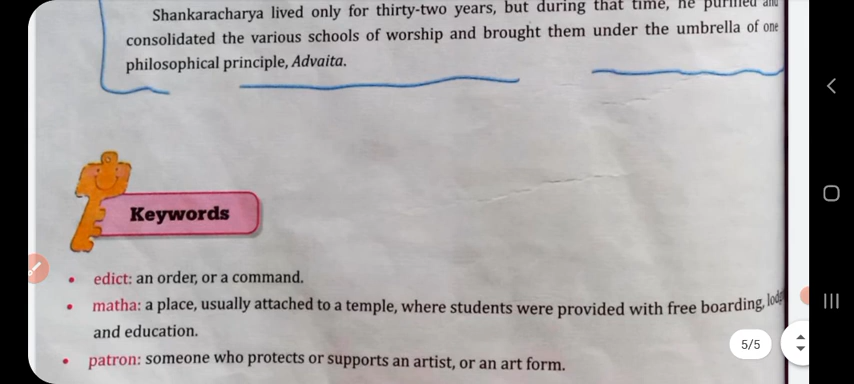 Shankaracharya lived only for thirty-two years, but during that time, he purified and
consolidated the various schools of worship and brought them under the umbrella of one
philosophical principle, Advaita.
Keywords
• edict: an order, or a command.
• matha: a place, usually attached to a temple, where students were provided with free boarding,
and education.
• patron: someone who protects or supports an artist, or an art form.
5/5